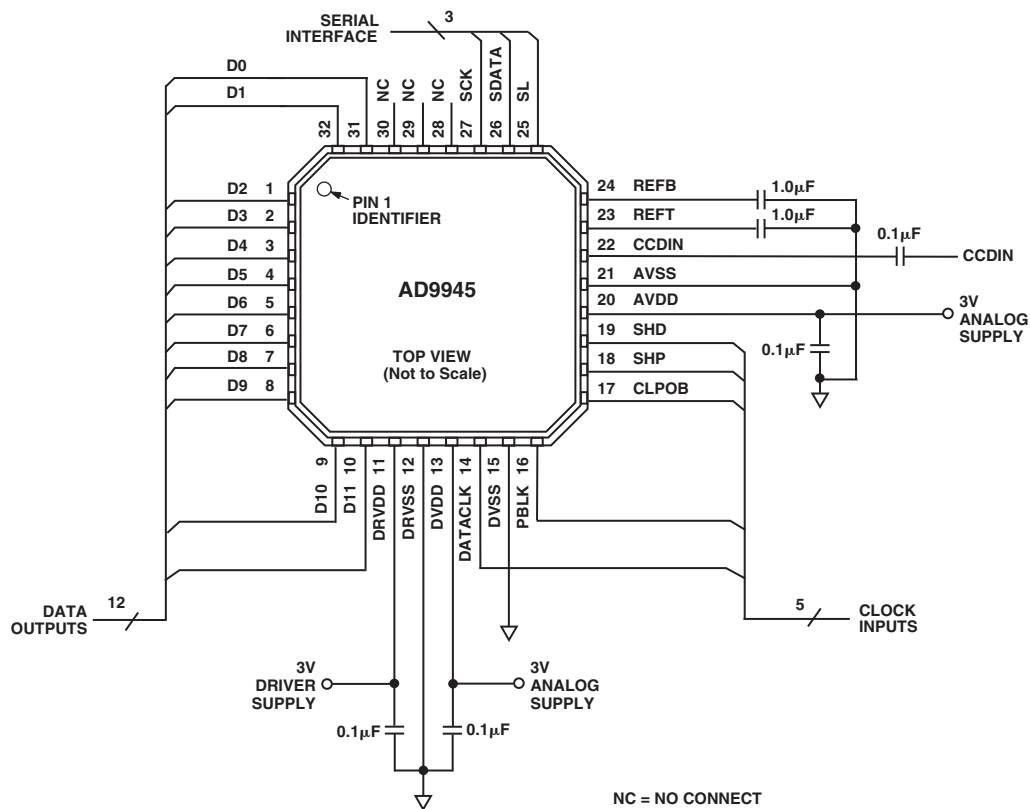 SERIAL
INTERFACE
3
D0
D1
NC
NC
NC
SCK
SDATA
SL
32
31
30
29
28
27
26
25
D2 1
D3 2
D4 3
D5 4
D6 5
D7 6
D8 7
D9 8
PIN 1
IDENTIFIER
AD9945
TOP VIEW
(Not to Scale)
24 REFB
23 REFT
22 CCDIN
21 AVSS
20 AVDD
19 SHD
18 SHP
17 CLPOB
1.0µF
1.0µF
0.1µF
CCDIN
3V
ANALOG
SUPPLY
0.1µF
D10 9
D11 10
DRVDD 11
DRVSS 12
DVDD 13
DATACLK 14
DVSS 15
PBLK 16
DATA
OUTPUTS
12
5
CLOCK
INPUTS
3V
DRIVER
SUPPLY
3V
ANALOG
SUPPLY
0.1µF
0.1µF
NC = NO CONNECT